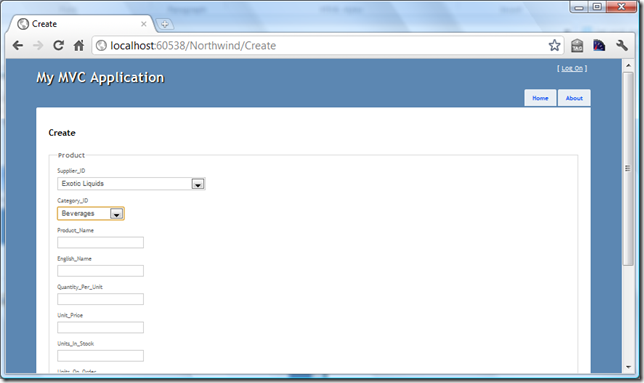 Create
localhost:60538/Northwind/Create
My MVC Application
[ Log On ]
Home
About
Create
Product
Supplier_ID
Exotic Liquids
Category_ID
Beverages
Product_Name
English_Name
Quantity_Per_Unit
Unit_Price
Units_In_Stock
Units_On_Order